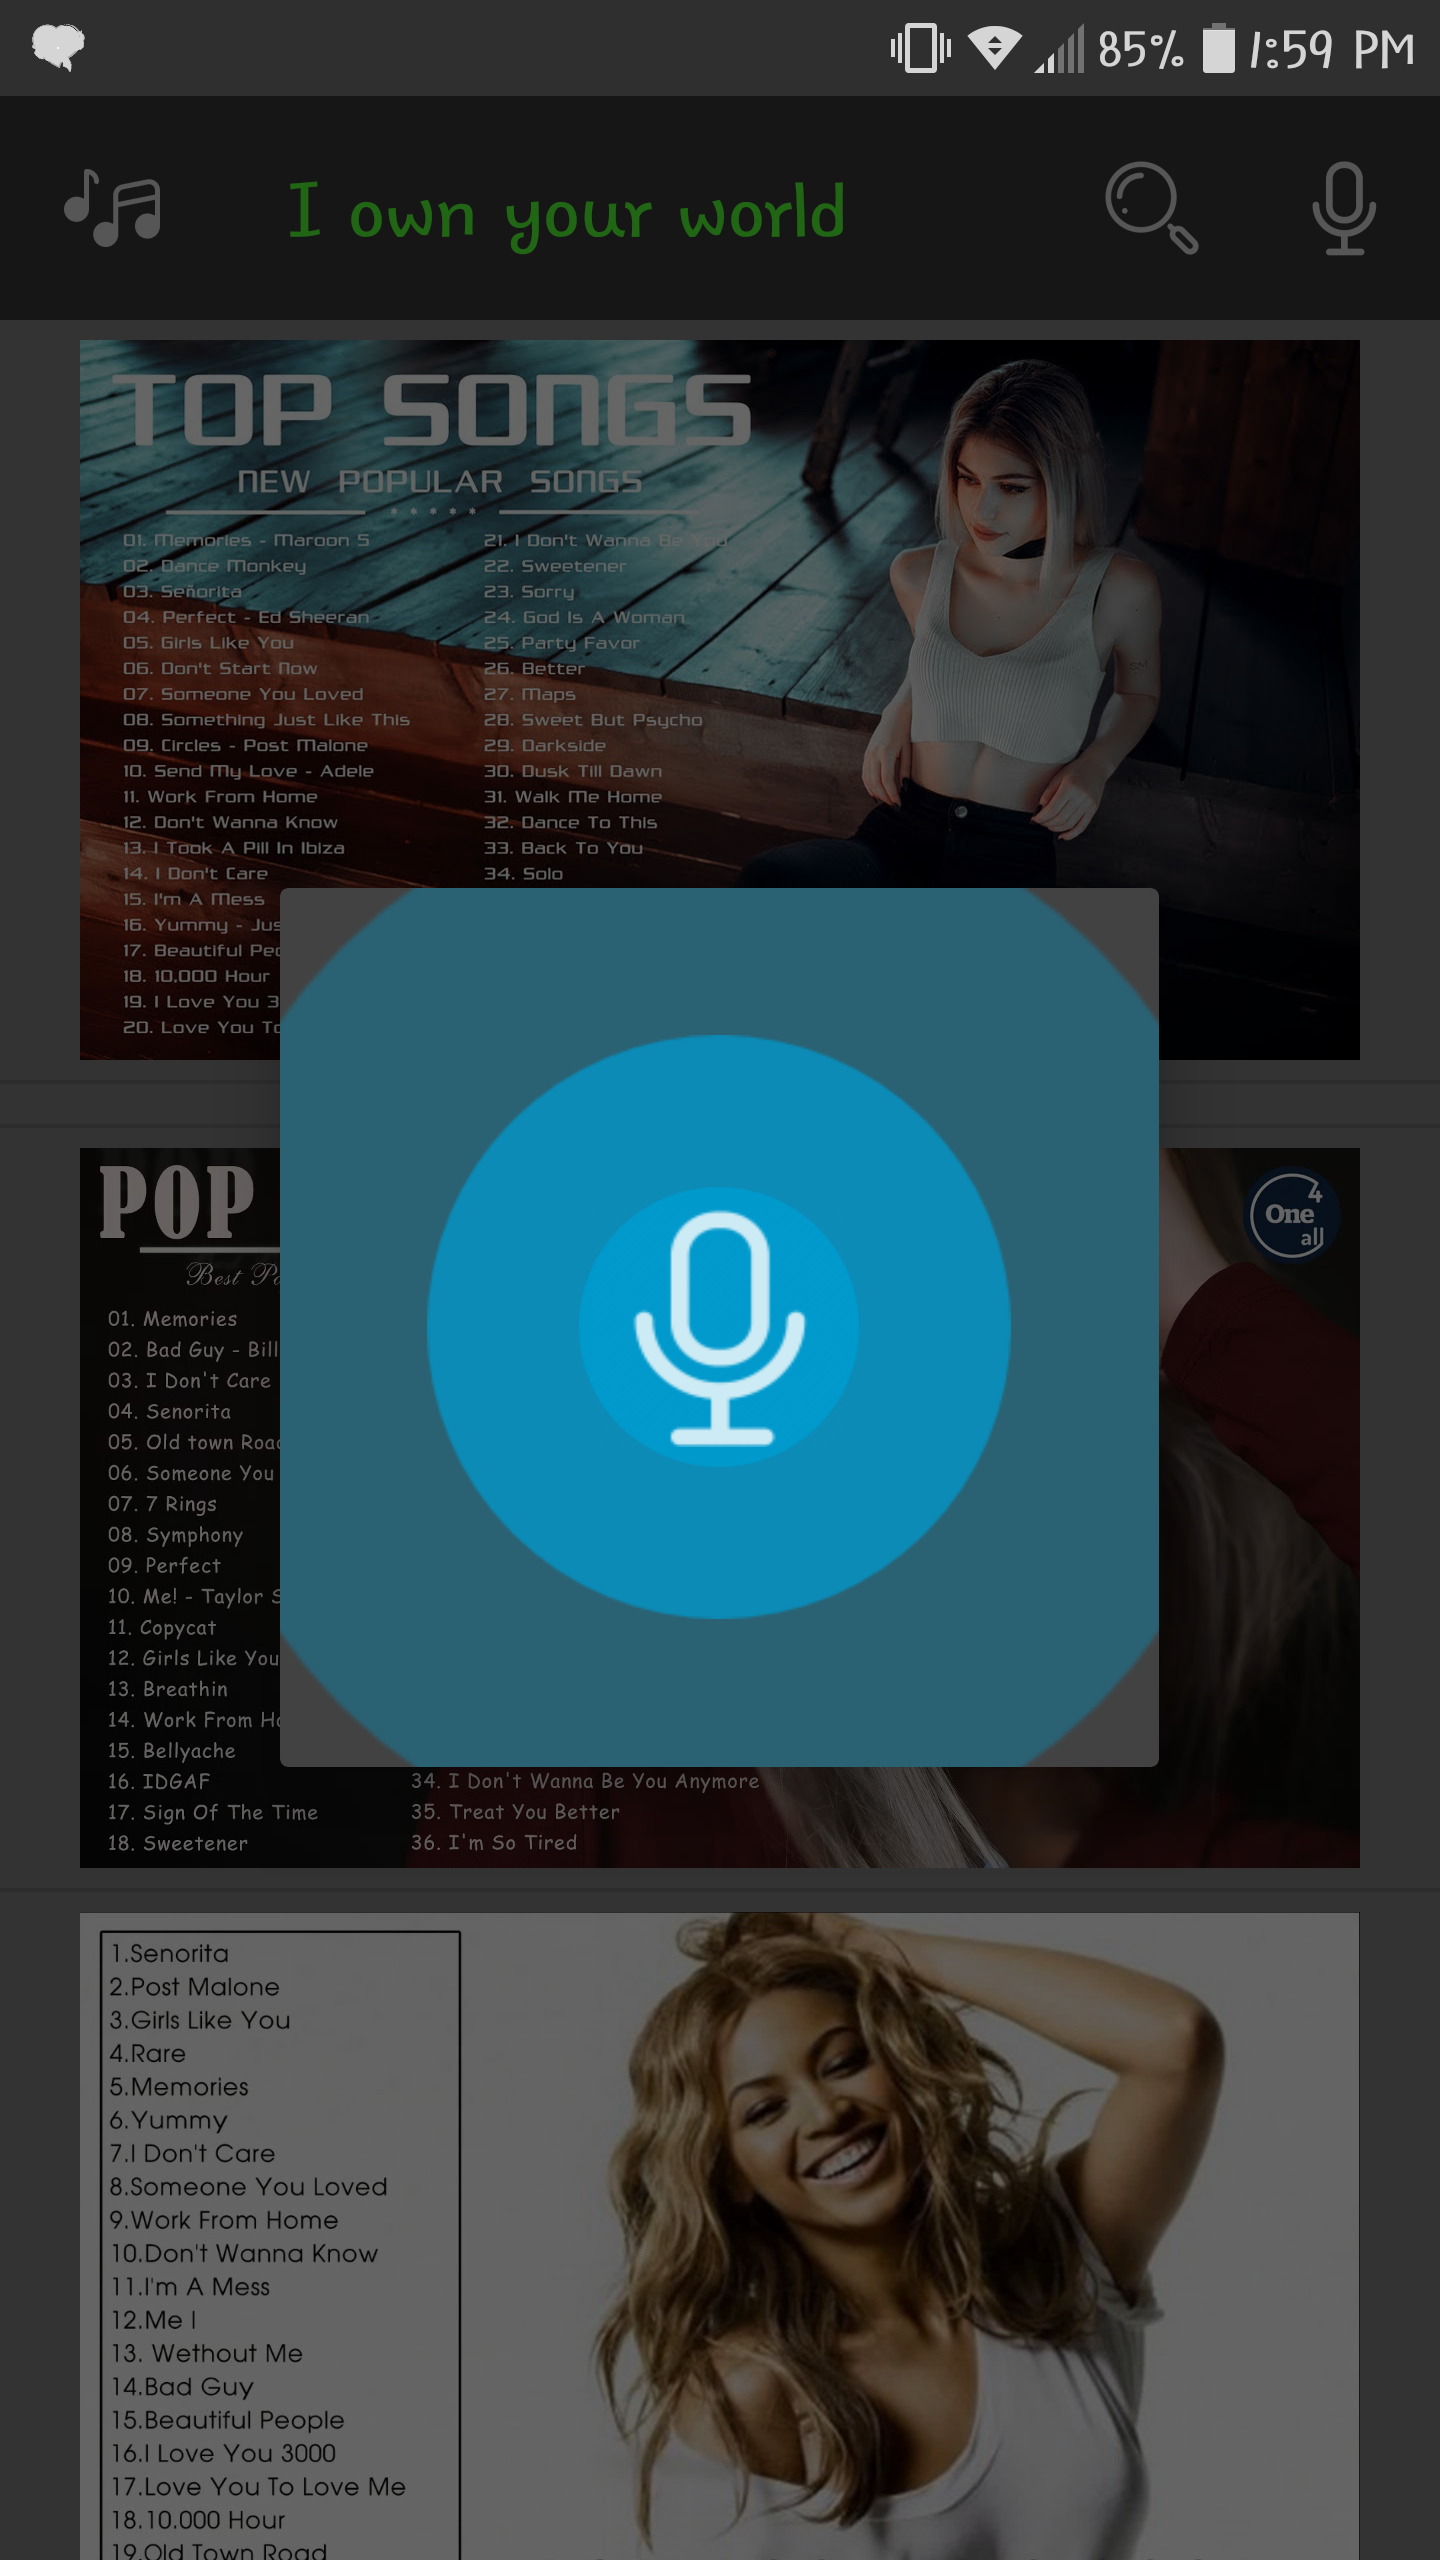 85% 1:59 PM
I own your world
TOP SONGS
NEW POPULAR SONGS
* * * * *
01. Memories - Maroon 5
02. Dance Monkey
03. Señorita
04. Perfect - Ed Sheeran
05. Girls Like You
06. Don't Start Now
07. Someone You Loved
08. Something Just Like This
09. Circles - Post Malone
10. Send My Love - Adele
11. Work From Home
12. Don't Wanna Know
13. I Took A Pill In Ibiza
14. I Don't Care
15. I'm A Mess
16. Yummy - Jus
17. Beautiful Peo
18. 10,000 Hour
19. I Love You 3
20. Love You To
21. I Don't Wanna Be You
22. Sweetener
23. Sorry
24. God Is A Woman
25. Party Favor
26. Better
27. Maps
28. Sweet But Psycho
29. Darkside
30. Dusk Till Dawn
31. Walk Me Home
32. Dance To This
33. Back To You
34. Solo
POP
Best Po
One 4 all
01. Memories
02. Bad Guy - Bill
03. I Don't Care
04. Senorita
05. Old town Road
06. Someone You
07. 7 Rings
08. Symphony
09. Perfect
10. Me! - Taylor S
11. Copycat
12. Girls Like You
13. Breathin
14. Work From Ho
15. Bellyache
16. IDGAF
17. Sign Of The Time
18. Sweetener
34. I Don't Wanna Be You Anymore
35. Treat You Better
36. I'm So Tired
1.Senorita
2.Post Malone
3.Girls Like You
4.Rare
5.Memories
6.Yummy
7.I Don't Care
8.Someone You Loved
9.Work From Home
10.Don't Wanna Know
11.I'm A Mess
12.Me I
13. Wethout Me
14.Bad Guy
15.Beautiful People
16.I Love You 3000
17.Love You To Love Me
18.10.000 Hour
19.Old Town Road